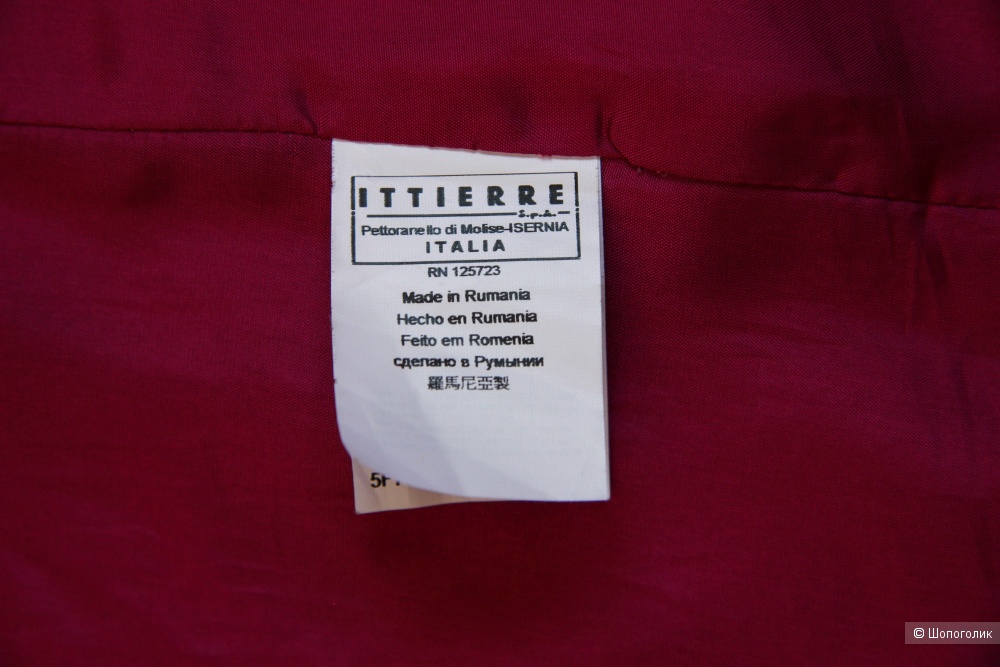 ITTIERRE
S.p.A.
Pettoranello di Molise-ISERNIA
ITALIA
RN 125723
Made in Rumania
Hecho en Rumania
Feito em Romenia
сделано в Румынии
羅馬尼亞製
© Шопоголик